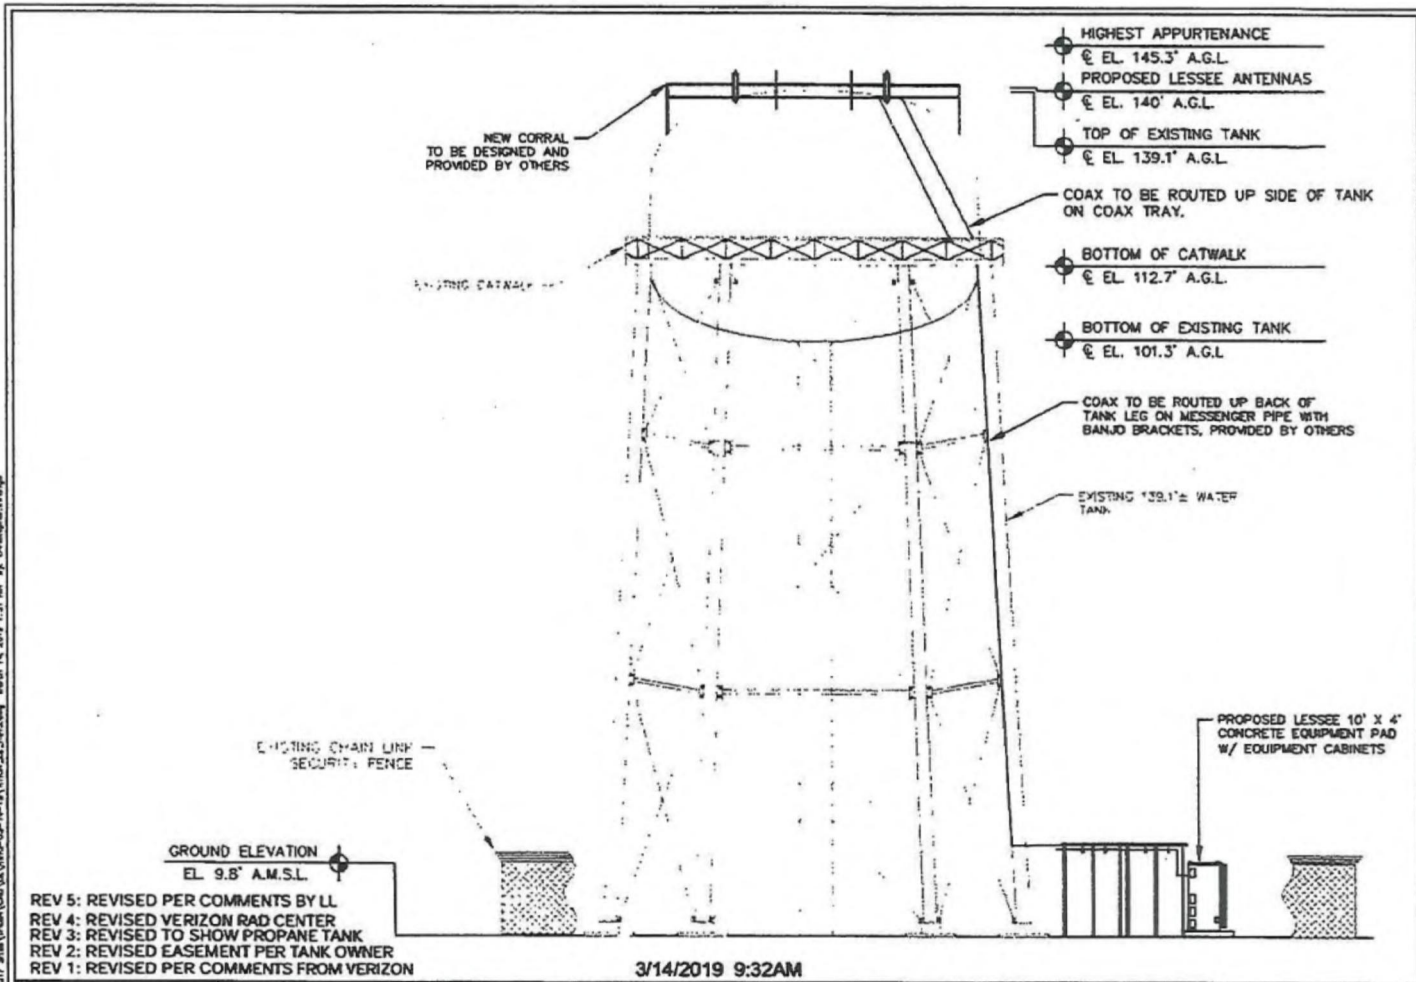 HIGHEST APPURTENANCE
℄ EL. 145.3' A.G.L.
PROPOSED LESSEE ANTENNAS
℄ EL. 140' A.G.L.
TOP OF EXISTING TANK
℄ EL. 139.1' A.G.L.
NEW CORRAL
TO BE DESIGNED AND
PROVIDED BY OTHERS
COAX TO BE ROUTED UP SIDE OF TANK
ON COAX TRAY.
BOTTOM OF CATWALK
℄ EL. 112.7' A.G.L.
EXISTING CATWALK
BOTTOM OF EXISTING TANK
℄ EL. 101.3' A.G.L
COAX TO BE ROUTED UP BACK OF
TANK LEG ON MESSENGER PIPE WITH
BANJO BRACKETS, PROVIDED BY OTHERS
EXISTING 139.1'± WATER
TANK
PROPOSED LESSEE 10' X 4'
CONCRETE EQUIPMENT PAD
W/ EQUIPMENT CABINETS
EXISTING CHAIN LINK
SECURITY FENCE
GROUND ELEVATION
EL. 9.8' A.M.S.L.
REV 5: REVISED PER COMMENTS BY LL
REV 4: REVISED VERIZON RAD CENTER
REV 3: REVISED TO SHOW PROPANE TANK
REV 2: REVISED EASEMENT PER TANK OWNER
REV 1: REVISED PER COMMENTS FROM VERIZON
3/14/2019 9:32AM